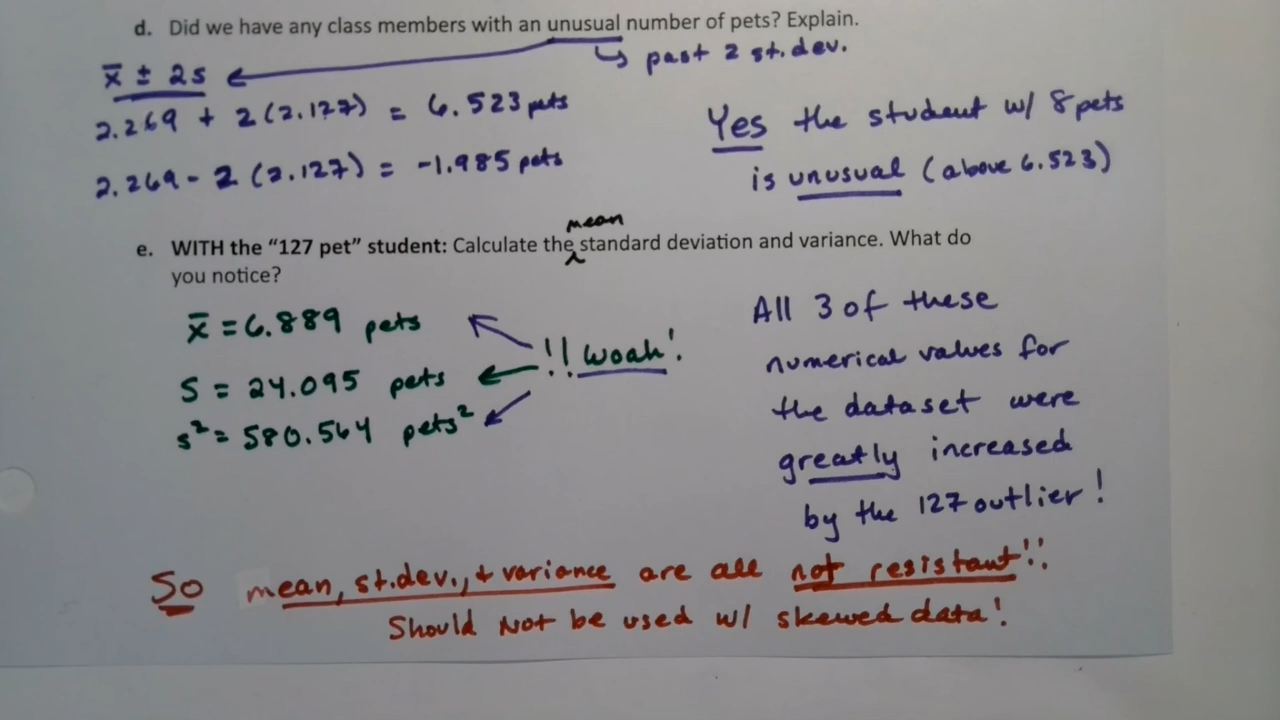 d. Did we have any class members with an unusual number of pets? Explain.
↳ past 2 st. dev.
x̄ ± 2s
2.269 + 2(2.127) = 6.523 pets
2.269 - 2(2.127) = -1.985 pets
Yes the student w/ 8 pets
is unusual (above 6.523)
mean
e. WITH the “127 pet” student: Calculate the ^ standard deviation and variance. What do
you notice?
x̄ = 6.889 pets
S = 24.095 pets
s² = 580.564 pets²
!! Woah!
All 3 of these
numerical values for
the dataset were
greatly increased
by the 127 outlier!
So mean, st.dev., + variance are all not resistant!!
Should Not be used w/ skewed data!